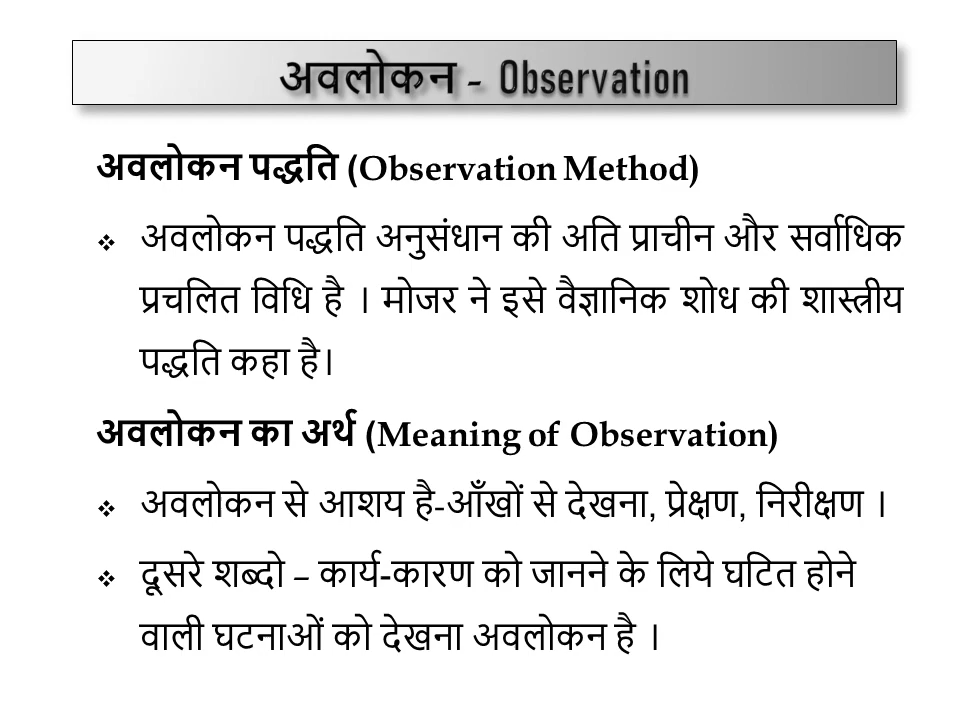 अवलोकन - Observation
अवलोकन पद्धति (Observation Method)
❖ अवलोकन पद्धति अनुसंधान की अति प्राचीन और सर्वाधिक
प्रचलित विधि है । मोजर ने इसे वैज्ञानिक शोध की शास्त्रीय
पद्धति कहा है।
अवलोकन का अर्थ (Meaning of Observation)
❖ अवलोकन से आशय है-आँखों से देखना, प्रेक्षण, निरीक्षण ।
❖ दूसरे शब्दो – कार्य-कारण को जानने के लिये घटित होने
वाली घटनाओं को देखना अवलोकन है ।